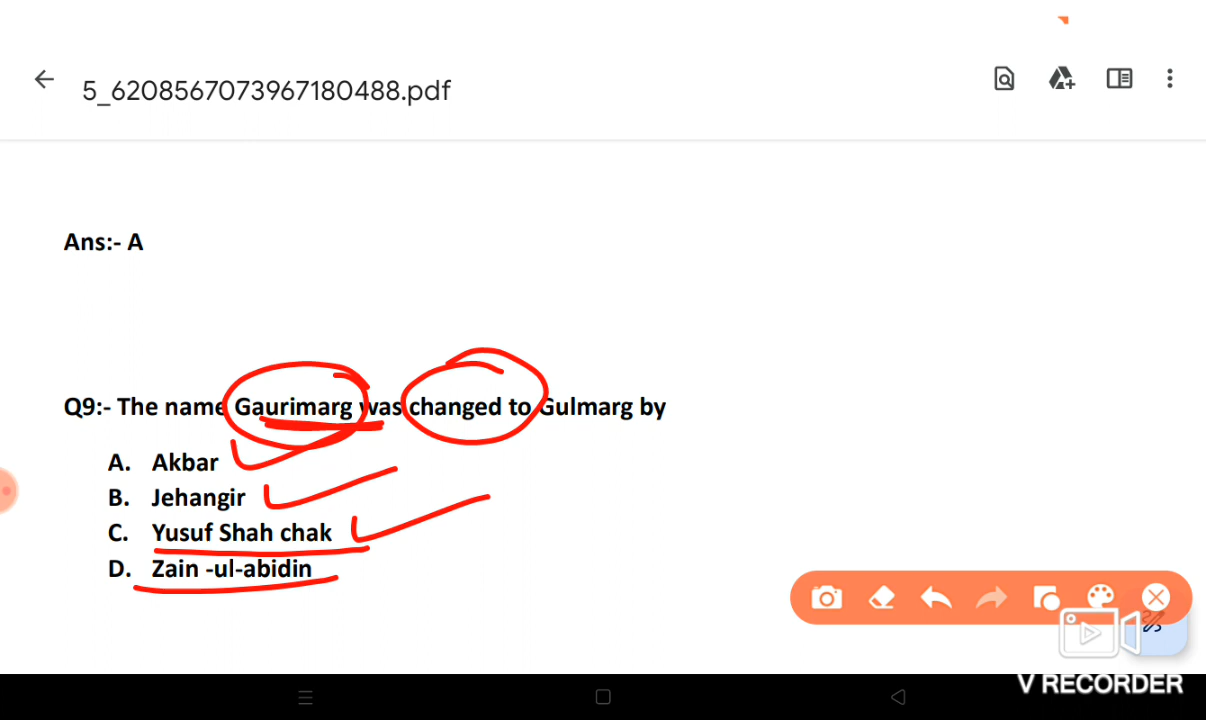 5_6208567073967180488.pdf
Ans:- A
Q9:- The name Gaurimarg was changed to Gulmarg by
A. Akbar
B. Jehangir
C. Yusuf Shah chak
D. Zain -ul-abidin
V RECORDER